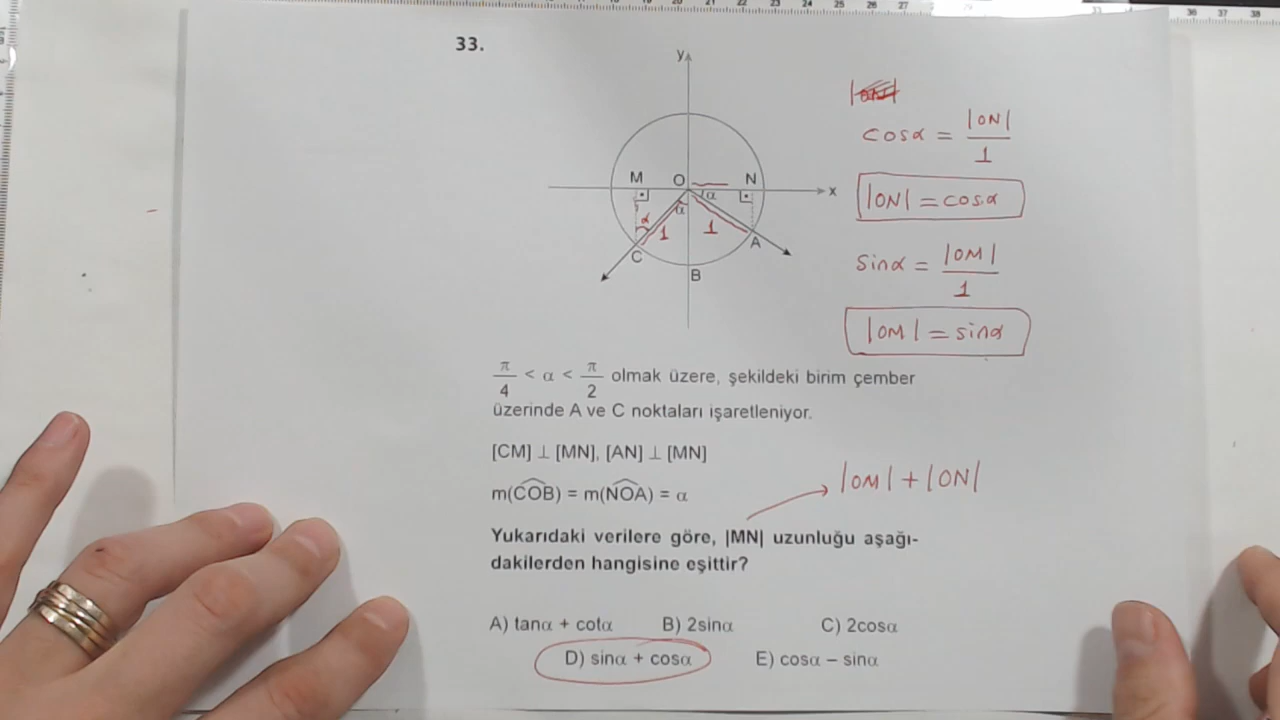 33.
y
M O N x
α
α α
1 1
C A
B
cosα = |ON| / 1
|ON| = cosα
sinα = |OM| / 1
|OM| = sinα
π/4 < α < π/2 olmak üzere, şekildeki birim çember
üzerinde A ve C noktaları işaretleniyor.
[CM] ⊥ [MN], [AN] ⊥ [MN]
m(COB) = m(NOA) = α
|OM| + |ON|
Yukarıdaki verilere göre, |MN| uzunluğu aşağı-
dakilerden hangisine eşittir?
A) tanα + cotα B) 2sinα C) 2cosα
D) sinα + cosα E) cosα – sinα